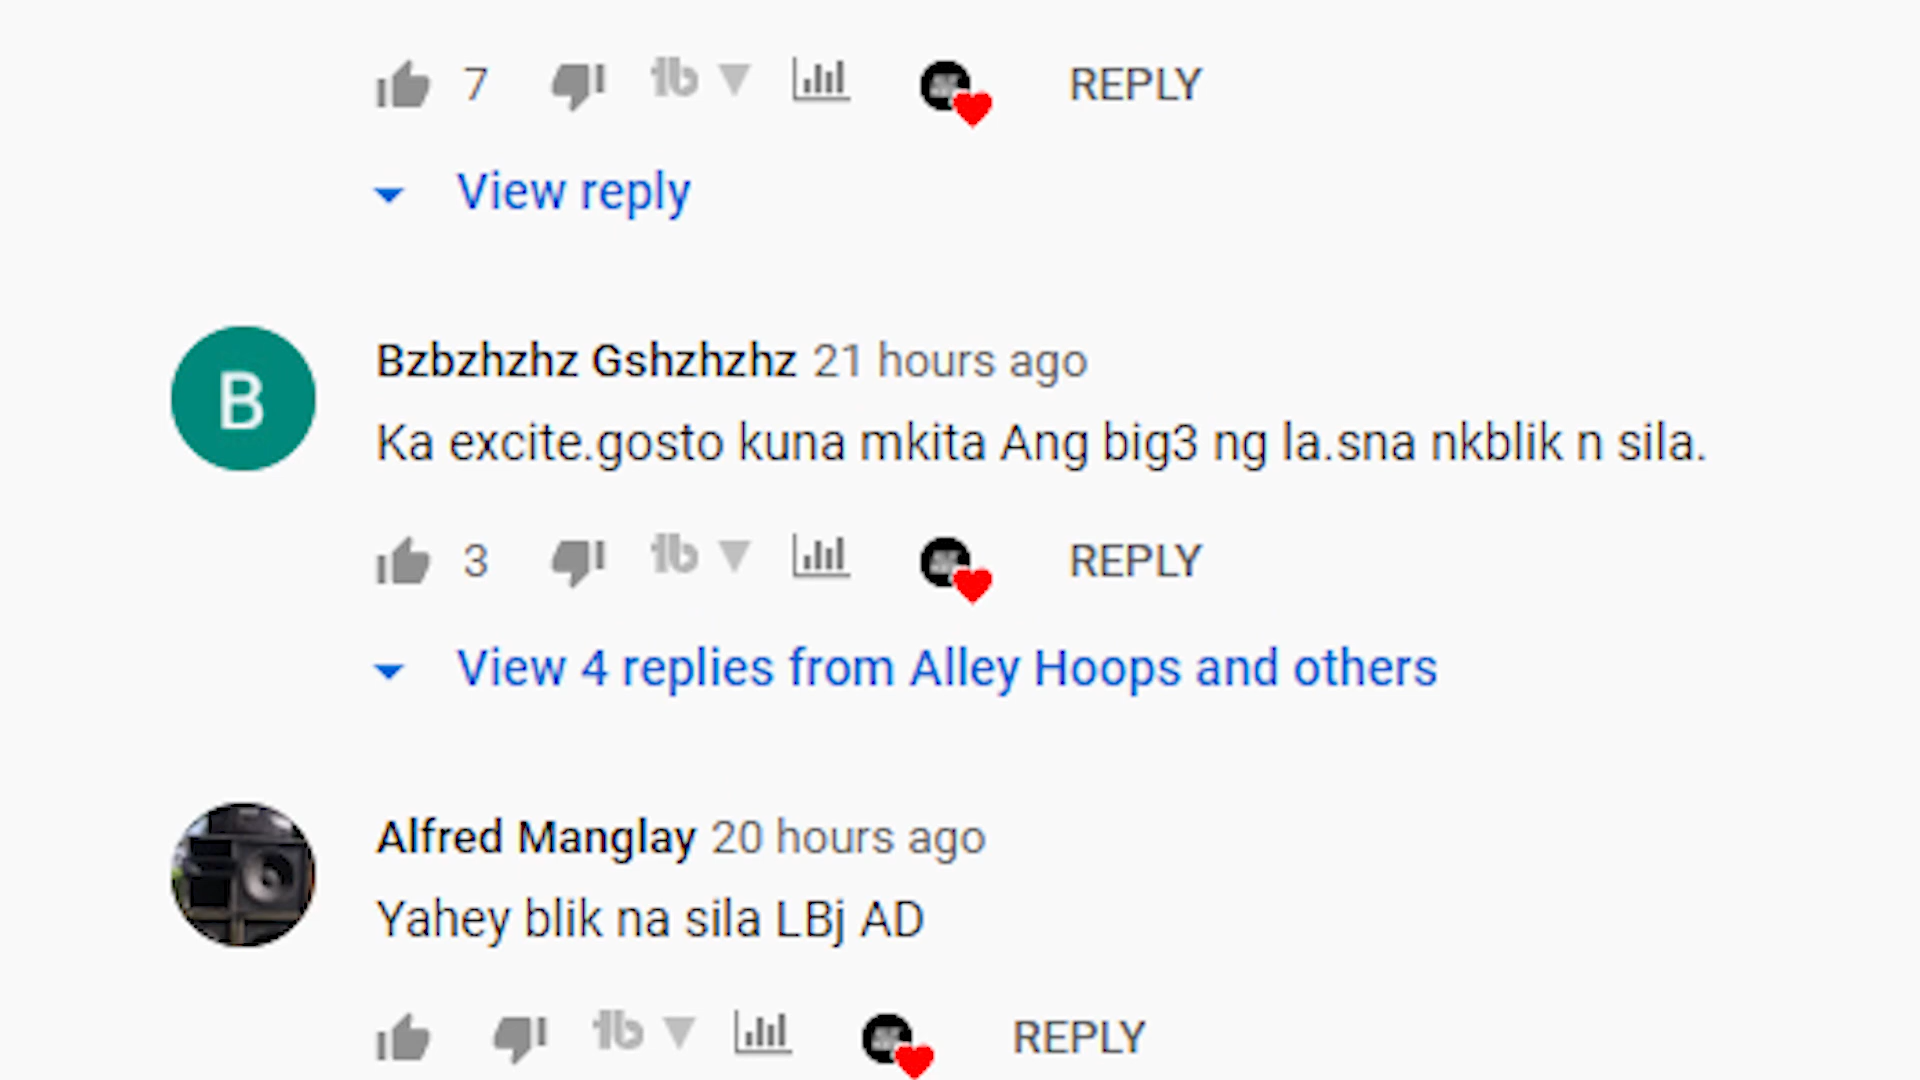 7 REPLY
View reply
B
Bzbzhzhz Gshzhzhz 21 hours ago
Ka excite.gosto kuna mkita Ang big3 ng la.sna nkblik n sila.
3 REPLY
View 4 replies from Alley Hoops and others
Alfred Manglay 20 hours ago
Yahey blik na sila LBj AD
REPLY